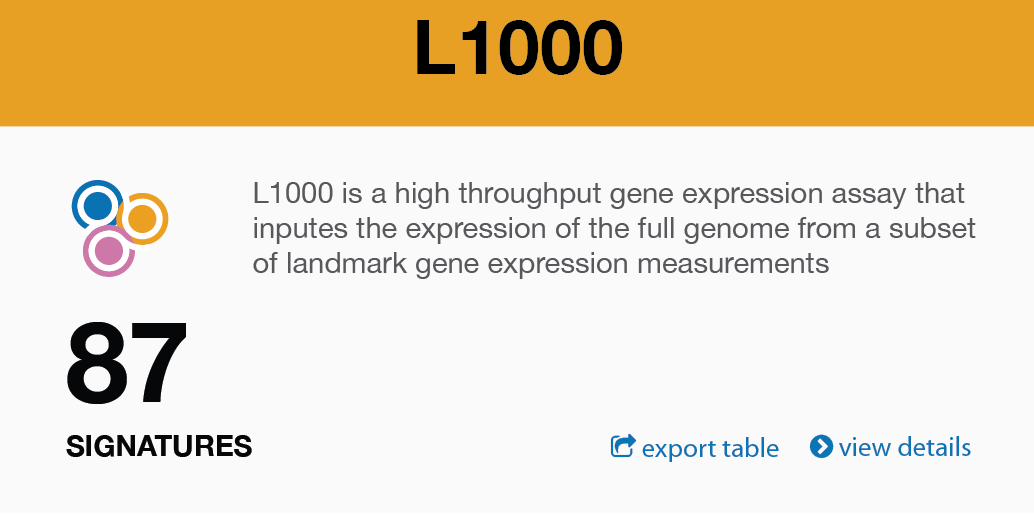 L1000
L1000 is a high throughput gene expression assay that
inputes the expression of the full genome from a subset
of landmark gene expression measurements
87
SIGNATURES
export table
view details